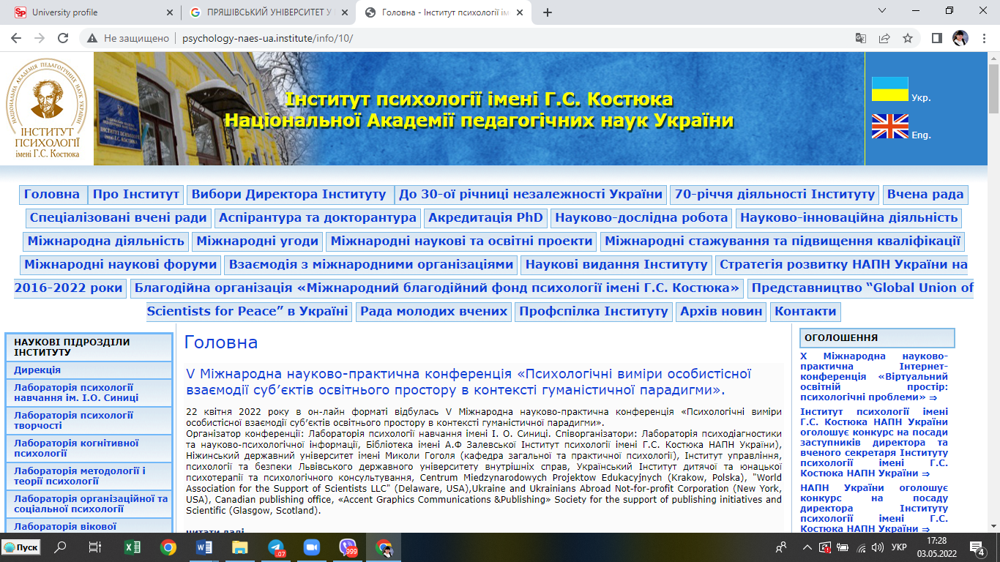 University profile
ПРЯШІВСЬКИЙ УНІВЕРСИТЕТ У
Головна - Інститут психології ім
Не защищено
psychology-naes-ua.institute/info/10/
НАЦІОНАЛЬНА АКАДЕМІЯ ПЕДАГОГІЧНИХ НАУК УКРАЇНИ
ІНСТИТУТ
ПСИХОЛОГІЇ
імені Г.С. Костюка
Інститут психології імені Г.С. Костюка
Національної Академії педагогічних наук України
Укр.
Eng.
Головна Про Інститут Вибори Директора Інституту До 30-ої річниці незалежності України 70-річчя діяльності Інституту Вчена рада
Спеціалізовані вчені ради Аспірантура та докторантура Акредитація PhD Науково-дослідна робота Науково-інноваційна діяльність
Міжнародна діяльність Міжнародні угоди Міжнародні наукові та освітні проекти Міжнародні стажування та підвищення кваліфікації
Міжнародні наукові форуми Взаємодія з міжнародними організаціями Наукові видання Інституту Стратегія розвитку НАПН України на
2016-2022 роки Благодійна організація «Міжнародний благодійний фонд психології імені Г.С. Костюка» Представництво “Global Union of
Scientists for Peace” в Україні Рада молодих вчених Профспілка Інституту Архів новин Контакти
НАУКОВІ ПІДРОЗДІЛИ
ІНСТИТУТУ
Дирекція
Лабораторія психології
навчання ім. І.О. Синиці
Лабораторія психології
творчості
Лабораторія когнітивної
психології
Лабораторія методології і
теорії психології
Лабораторія організаційної та
соціальної психології
Лабораторія вікової
Головна
V Міжнародна науково-практична конференція «Психологічні виміри особистісної
взаємодії суб’єктів освітнього простору в контексті гуманістичної парадигми».
22 квітня 2022 року в он-лайн форматі відбулась V Міжнародна науково-практична конференція «Психологічні виміри
особистісної взаємодії суб’єктів освітнього простору в контексті гуманістичної парадигми».
Організатор конференції: Лабораторія психології навчання імені І. О. Синиці. Співорганізатори: Лабораторія психодіагностики
та науково-психологічної інформації, Бібліотека імені А.Ф Залевської Інститут психології імені Г.С. Костюка НАПН України),
Ніжинський державний університет імені Миколи Гоголя (кафедра загальної та практичної психології), Інститут управління,
психології та безпеки Львівського державного університету внутрішніх справ, Український Інститут дитячої та юнацької
психотерапії та психологічного консультування, Centrum Miedzynarodowych Projektow Edukacyjnych (Krakow, Polska), "World
Association for the Support of Scientists LLC" (Delaware, USA),Ukraine and Ukrainians Abroad Not-for-profit Corporation (New York,
USA), Canadian publishing office, «Accent Graphics Communications &Publishing» Society for the support of publishing initiatives and
Scientific (Glasgow, Scotland).
читати далі
ОГОЛОШЕННЯ
X Міжнародна науково-
практична Інтернет-
конференція «Віртуальний
освітній простір:
психологічні проблеми» ⇒
Інститут психології імені
Г.С. Костюка НАПН України
оголошує конкурс на посади
заступників директора та
вченого секретаря Інституту
психології імені Г.С.
Костюка НАПН України ⇒
НАПН України оголошує
конкурс на посаду
директора Інституту
психології імені Г.С.
Костюка НАПН України ⇒
Пуск
.07
999
УКР
17:28
03.05.2022
4